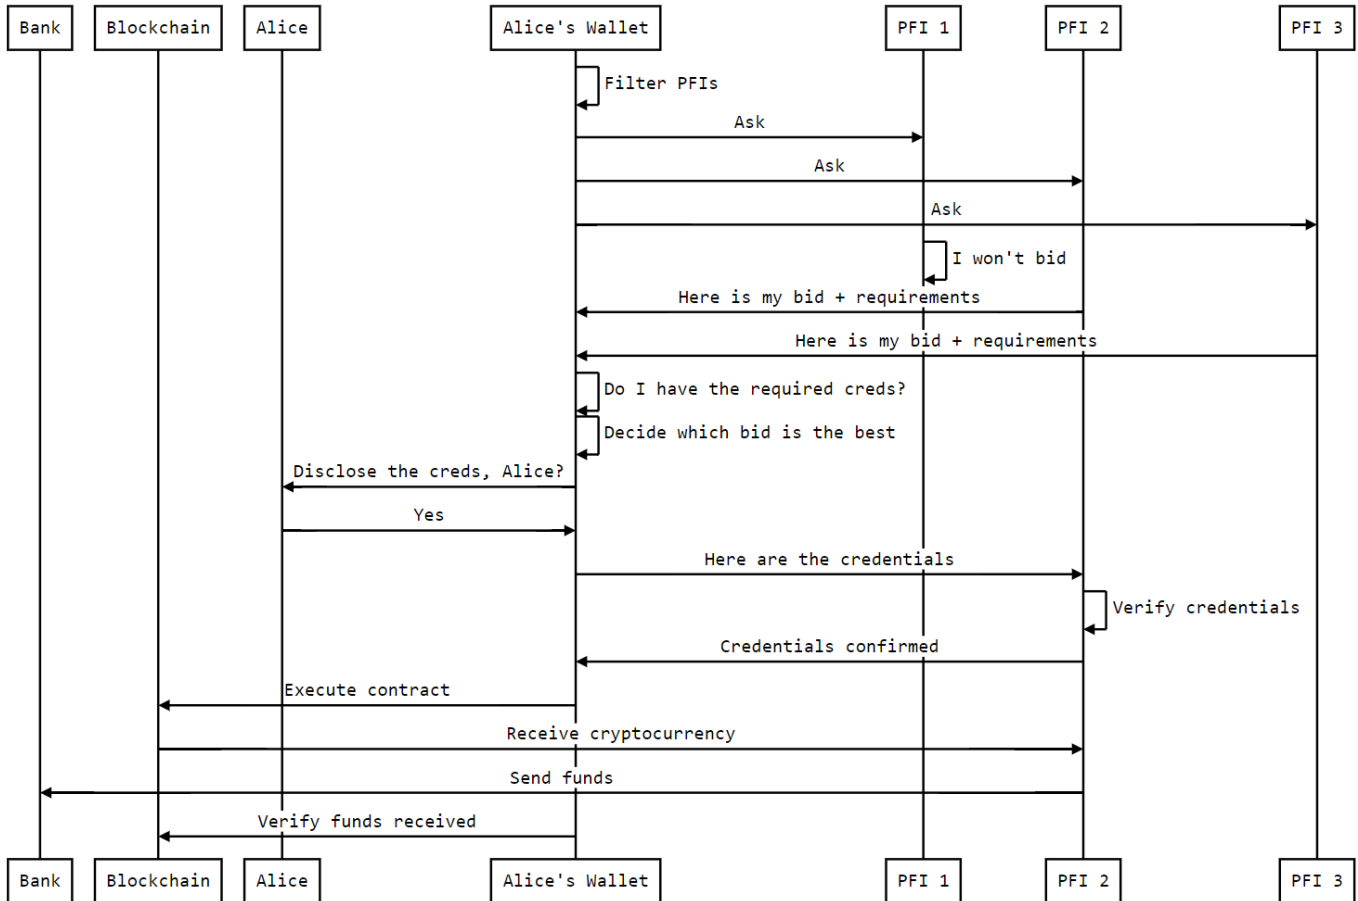 Bank Blockchain Alice Alice's Wallet PFI 1 PFI 2 PFI 3
Filter PFIs
Ask
Ask
Ask
I won't bid
Here is my bid + requirements
Here is my bid + requirements
Do I have the required creds?
Decide which bid is the best
Disclose the creds, Alice?
Yes
Here are the credentials
Verify credentials
Credentials confirmed
Execute contract
Receive cryptocurrency
Send funds
Verify funds received
Bank Blockchain Alice Alice's Wallet PFI 1 PFI 2 PFI 3